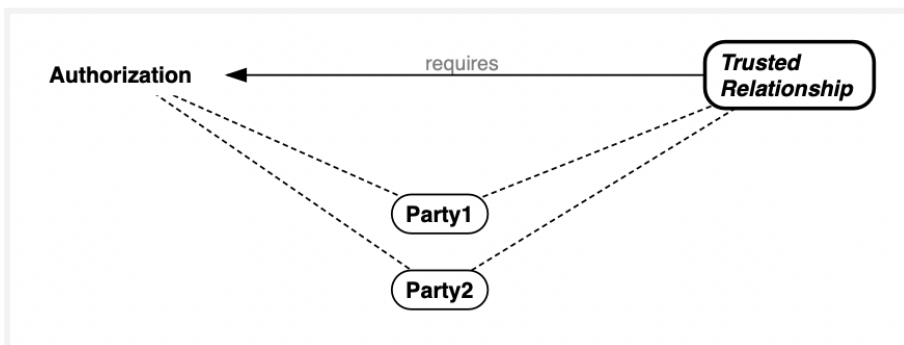 requires
Authorization
Trusted
Relationship
Party1
Party2